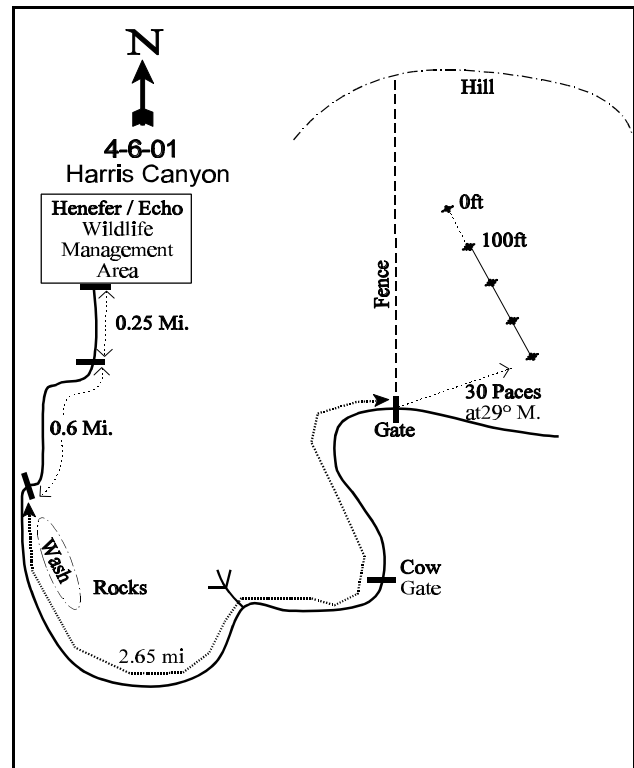 N
4-6-01
Harris Canyon
Henefer / Echo
Wildlife
Management
Area
0.25 Mi.
0.6 Mi.
Wash
Rocks
2.65 mi
Hill
0ft
100ft
Fence
30 Paces
at29° M.
Gate
Cow
Gate